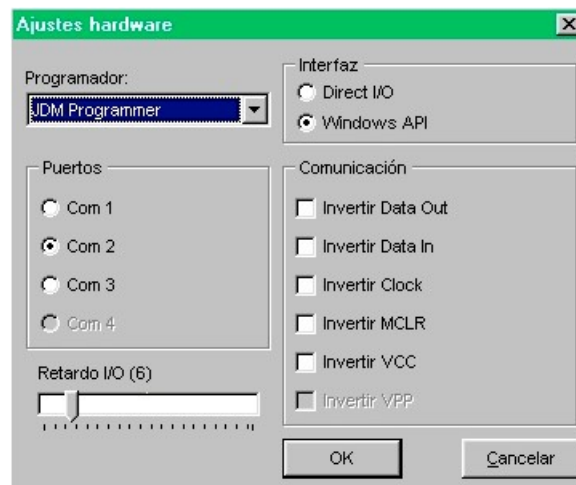 Ajustes hardware
Programador:
JDM Programmer
Interfaz
Direct I/O
Windows API
Puertos
Com 1
Com 2
Com 3
Com 4
Comunicación
Invertir Data Out
Invertir Data In
Invertir Clock
Invertir MCLR
Invertir VCC
Invertir VPP
Retardo I/O (6)
OK
Cancelar